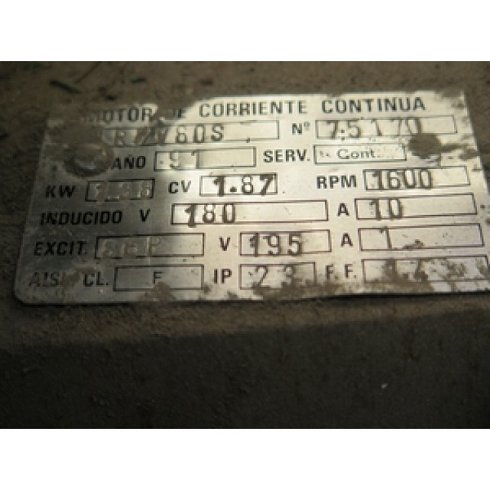 MOTOR DE CORRIENTE CONTINUA
Nº 75170
AÑO 91 SERV. Cont.
KW CV 1.87 RPM 1600
INDUCIDO V 180 A 10
EXCIT. V 195 A 1
AISL. CL. F IP 23 F.F.